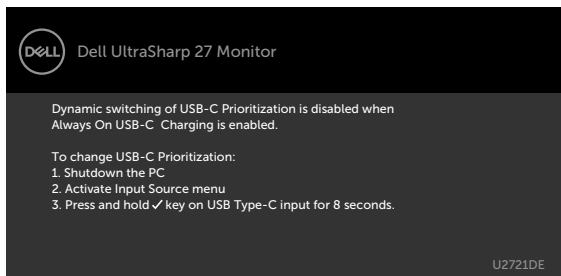 DELL
Dell UltraSharp 27 Monitor
Dynamic switching of USB-C Prioritization is disabled when
Always On USB-C Charging is enabled.
To change USB-C Prioritization:
1. Shutdown the PC
2. Activate Input Source menu
3. Press and hold ✓ key on USB Type-C input for 8 seconds.
U2721DE